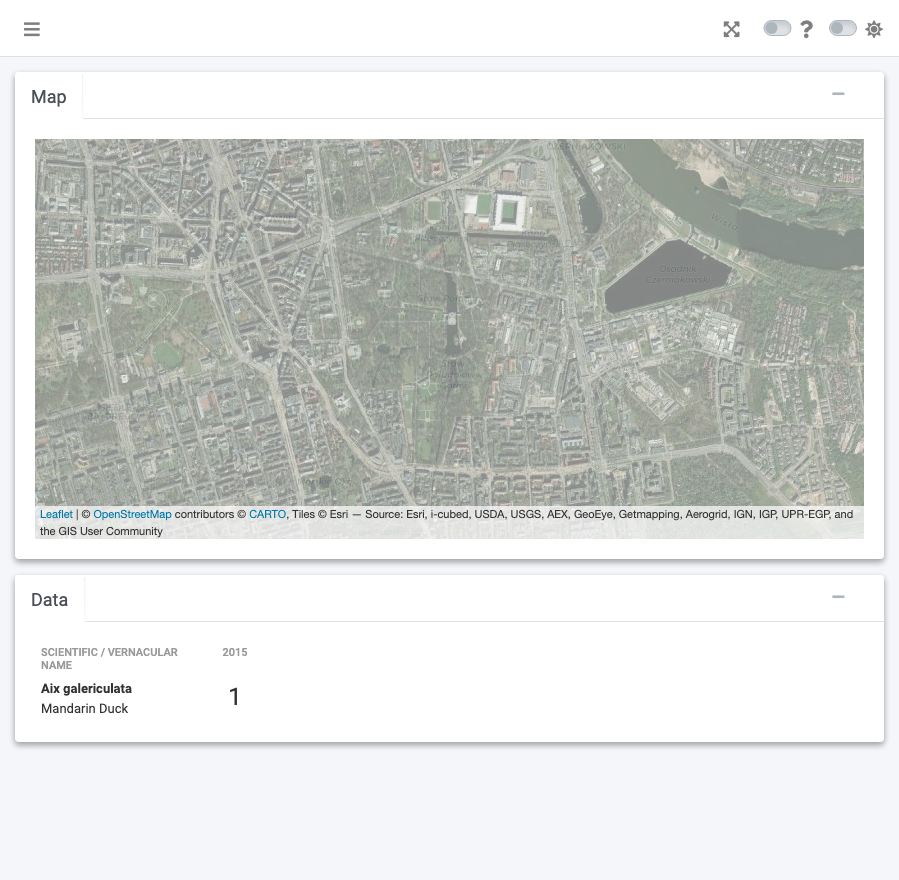 ?
Map
CZERNIAKOWSKI
Leaflet | © OpenStreetMap contributors © CARTO, Tiles © Esri — Source: Esri, i-cubed, USDA, USGS, AEX, GeoEye, Getmapping, Aerogrid, IGN, IGP, UPR-EGP, and
the GIS User Community
Data
SCIENTIFIC / VERNACULAR
NAME
2015
Aix galericulata
Mandarin Duck
1